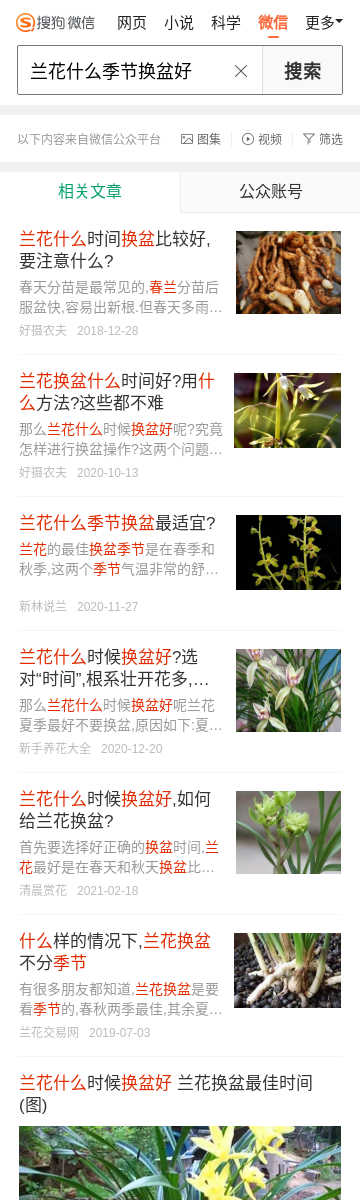 搜狗 微信 网页 小说 科学 微信 更多
兰花什么季节换盆好 搜索
以下内容来自微信公众平台 图集 视频 筛选
相关文章 公众账号
兰花什么时间换盆比较好,
要注意什么?
春天分苗是最常见的,春兰分苗后
服盆快,容易出新根.但春天多雨…
好摄农夫 2018-12-28
兰花换盆什么时间好?用什
么方法?这些都不难
那么兰花什么时候换盆好呢?究竟
怎样进行换盆操作?这两个问题…
好摄农夫 2020-10-13
兰花什么季节换盆最适宜?
兰花的最佳换盆季节是在春季和
秋季,这两个季节气温非常的舒…
新林说兰 2020-11-27
兰花什么时候换盆好?选
对“时间”,根系壮开花多,…
那么兰花什么时候换盆好呢兰花
夏季最好不要换盆,原因如下:夏…
新手养花大全 2020-12-20
兰花什么时候换盆好,如何
给兰花换盆?
首先要选择好正确的换盆时间,兰
花最好是在春天和秋天换盆比…
清晨赏花 2021-02-18
什么样的情况下,兰花换盆
不分季节
有很多朋友都知道,兰花换盆是要
看季节的,春秋两季最佳,其余夏…
兰花交易网 2019-07-03
兰花什么时候换盆好 兰花换盆最佳时间
(图)